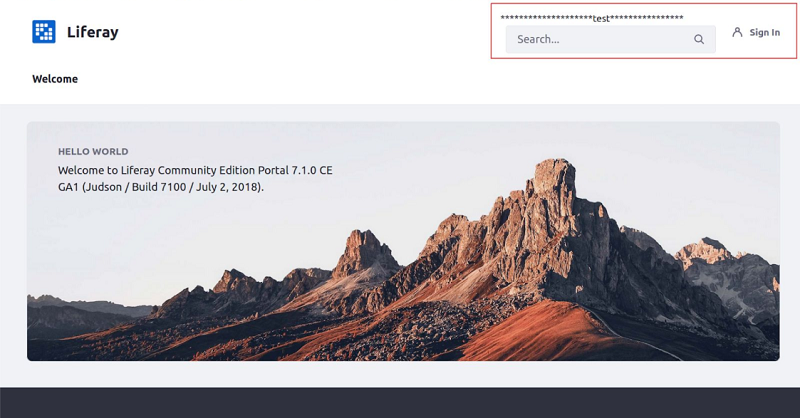 ********************test****************
Liferay
Search...
Sign In
Welcome
HELLO WORLD
Welcome to Liferay Community Edition Portal 7.1.0 CE
GA1 (Judson / Build 7100 / July 2, 2018).